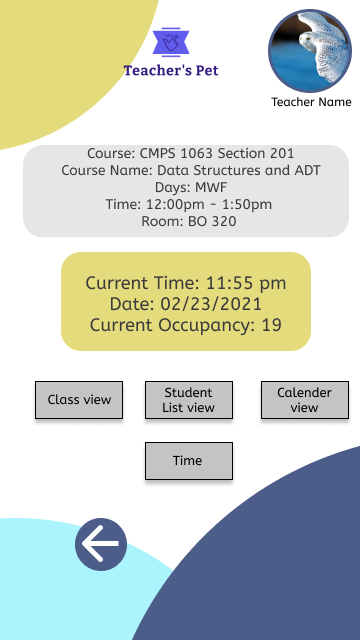 Teacher's Pet
Teacher Name
Course: CMPS 1063 Section 201
Course Name: Data Structures and ADT
Days: MWF
Time: 12:00pm - 1:50pm
Room: BO 320
Current Time: 11:55 pm
Date: 02/23/2021
Current Occupancy: 19
Class view
Student
List view
Calender
view
Time